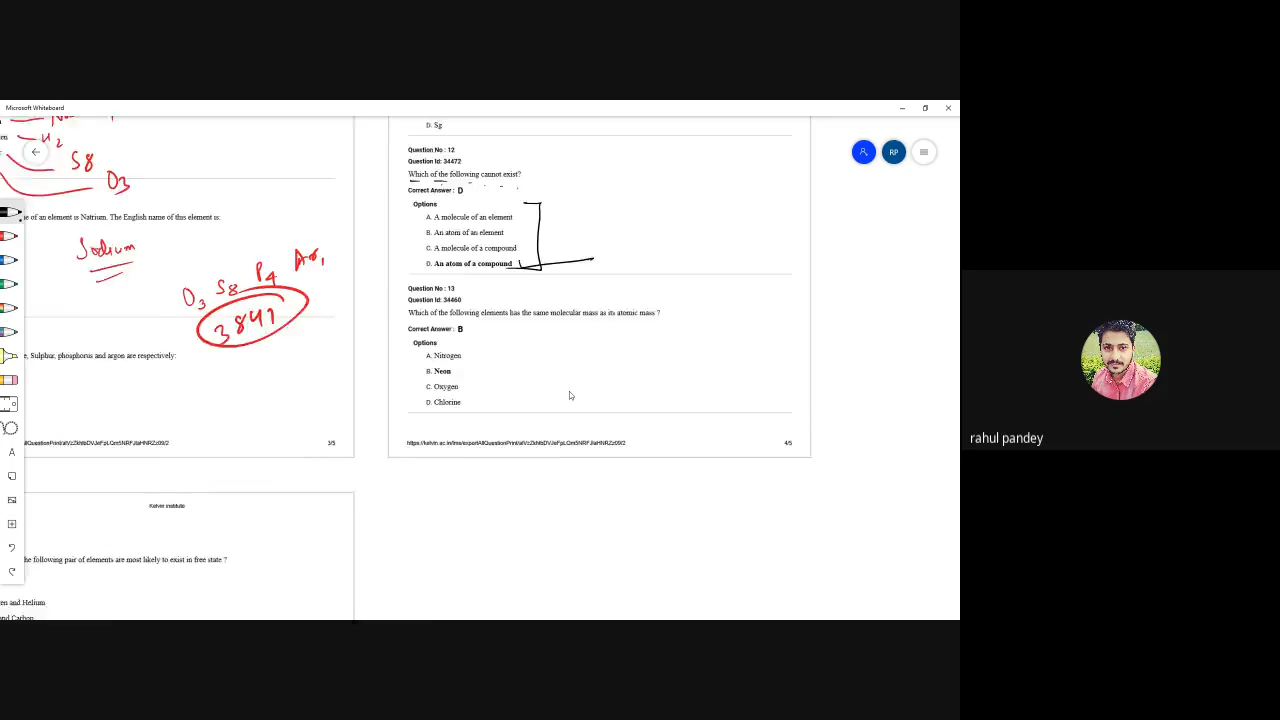 Microsoft Whiteboard
S8
O3
e of an element is Natrium. The English name of this element is:
Sodium
O3 S8 P4 Ar1
3841
e, Sulphur, phosphorus and argon are respectively:
3/5
D. Sg
Question No : 12
Question Id: 34472
Which of the following cannot exist?
Correct Answer : D
Options
A. A molecule of an element
B. An atom of an element
C. A molecule of a compound
D. An atom of a compound
Question No : 13
Question Id: 34460
Which of the following elements has the same molecular mass as its atomic mass ?
Correct Answer : B
Options
A. Nitrogen
B. Neon
C. Oxygen
D. Chlorine
4/5
Kelvin institute
he following pair of elements are most likely to exist in free state ?
en and Helium
and Carbon
RP
rahul pandey